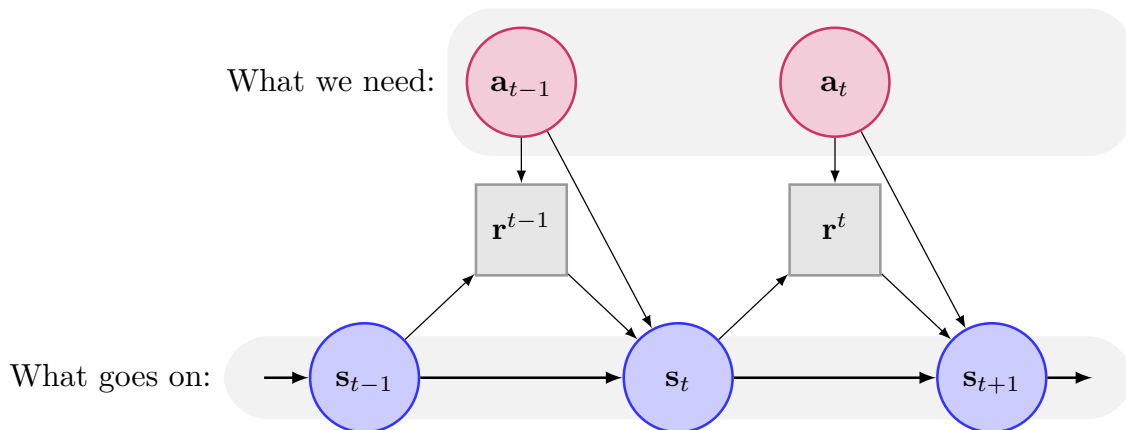 What we need: a_{t−1} a_t
r^{t−1} r^t
What goes on: s_{t−1} s_t s_{t+1}